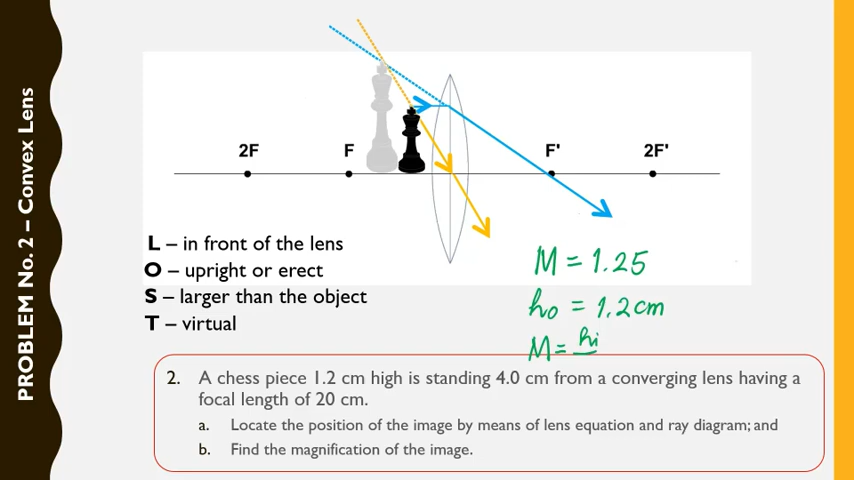 PROBLEM No. 2 – Convex Lens
2F F F' 2F'
L – in front of the lens
O – upright or erect
S – larger than the object
T – virtual
M = 1.25
ho = 1.2cm
M = hi
2. A chess piece 1.2 cm high is standing 4.0 cm from a converging lens having a
focal length of 20 cm.
a. Locate the position of the image by means of lens equation and ray diagram; and
b. Find the magnification of the image.